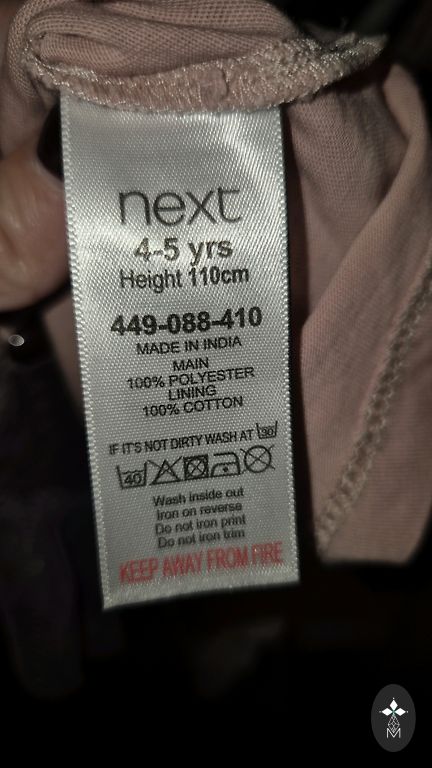 next
4-5 yrs
Height 110cm
449-088-410
MADE IN INDIA
MAIN
100% POLYESTER
LINING
100% COTTON
IF IT'S NOT DIRTY WASH AT 30
40
Wash inside out
Iron on reverse
Do not iron print
Do not iron trim
KEEP AWAY FROM FIRE
M